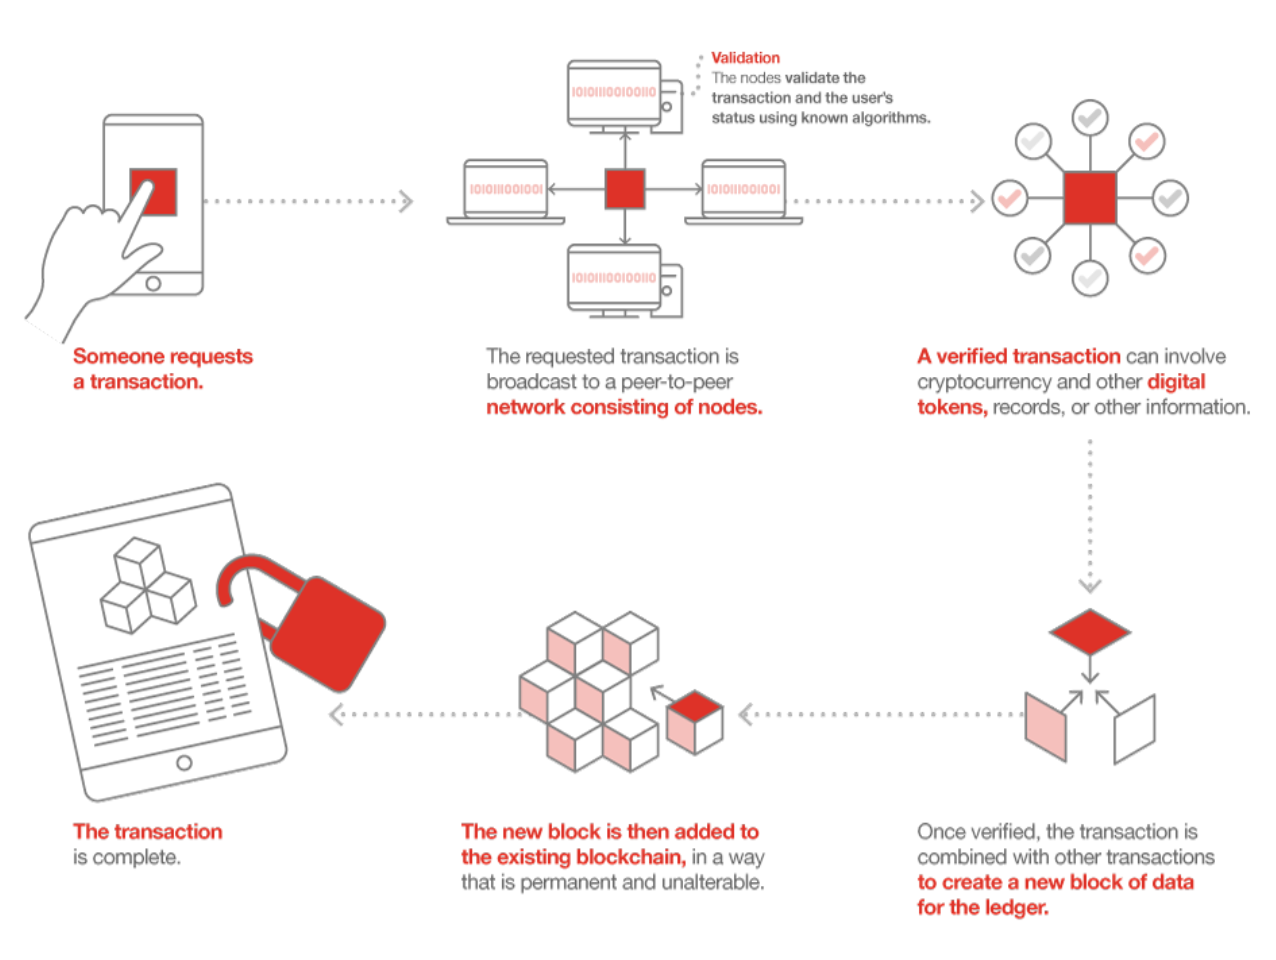 Validation
The nodes validate the
transaction and the user's
status using known algorithms.
101011100100110
1010111001001
1010111001001
101011100100110
Someone requests
a transaction.
The requested transaction is
broadcast to a peer-to-peer
network consisting of nodes.
A verified transaction can involve
cryptocurrency and other digital
tokens, records, or other information.
The transaction
is complete.
The new block is then added to
the existing blockchain, in a way
that is permanent and unalterable.
Once verified, the transaction is
combined with other transactions
to create a new block of data
for the ledger.